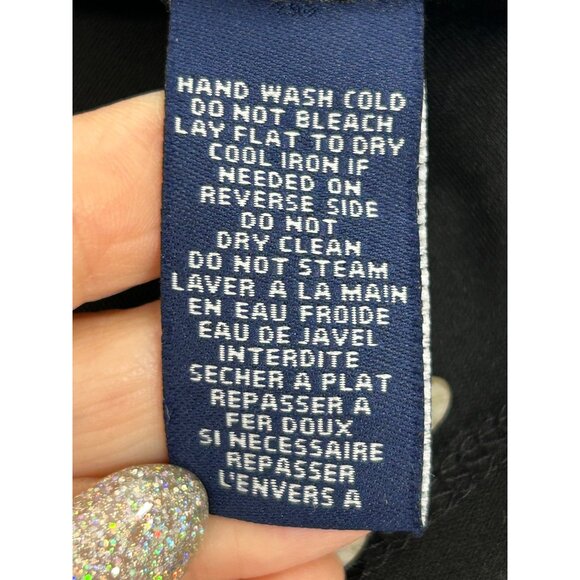 HAND WASH COLD
DO NOT BLEACH
LAY FLAT TO DRY
COOL IRON IF
NEEDED ON
REVERSE SIDE
DO NOT
DRY CLEAN
DO NOT STEAM
LAVER A LA MAIN
EN EAU FROIDE
EAU DE JAVEL
INTERDITE
SECHER A PLAT
REPASSER A
FER DOUX
SI NECESSAIRE
REPASSER
L'ENVERS A